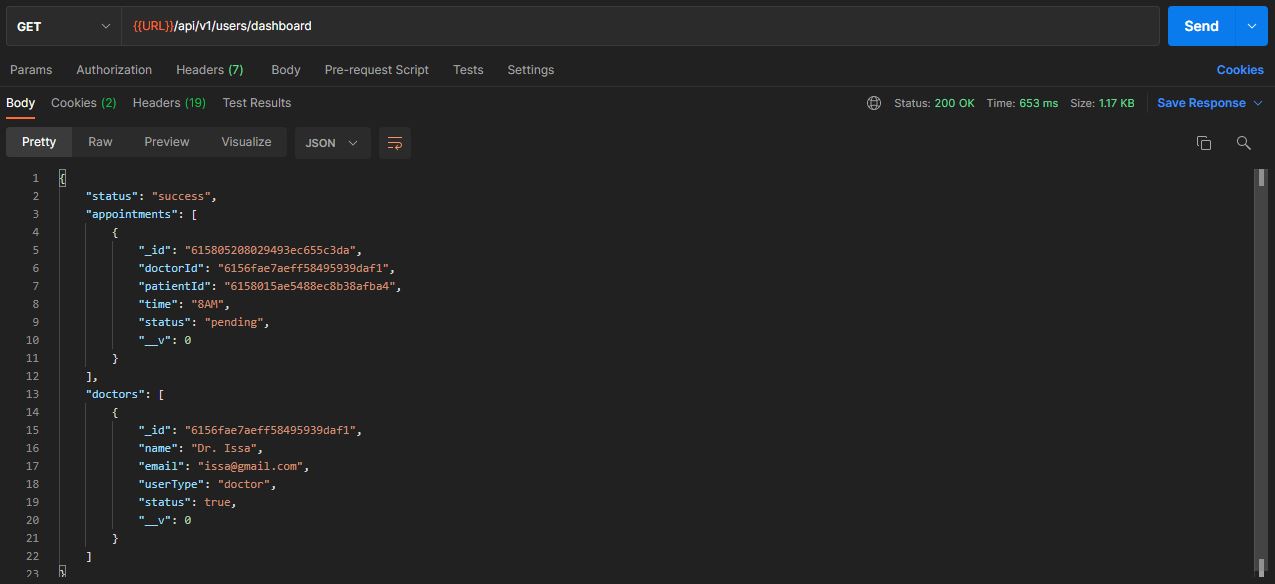 GET {{URL}}/api/v1/users/dashboard Send
Params Authorization Headers (7) Body Pre-request Script Tests Settings Cookies
Body Cookies (2) Headers (19) Test Results Status: 200 OK Time: 653 ms Size: 1.17 KB Save Response
Pretty Raw Preview Visualize JSON
1 {
2 "status": "success",
3 "appointments": [
4 {
5 "_id": "615805208029493ec655c3da",
6 "doctorId": "6156fae7aeff58495939daf1",
7 "patientId": "6158015ae5488ec8b38afba4",
8 "time": "8AM",
9 "status": "pending",
10 "__v": 0
11 }
12 ],
13 "doctors": [
14 {
15 "_id": "6156fae7aeff58495939daf1",
16 "name": "Dr. Issa",
17 "email": "issa@gmail.com",
18 "userType": "doctor",
19 "status": true,
20 "__v": 0
21 }
22 ]
23 }